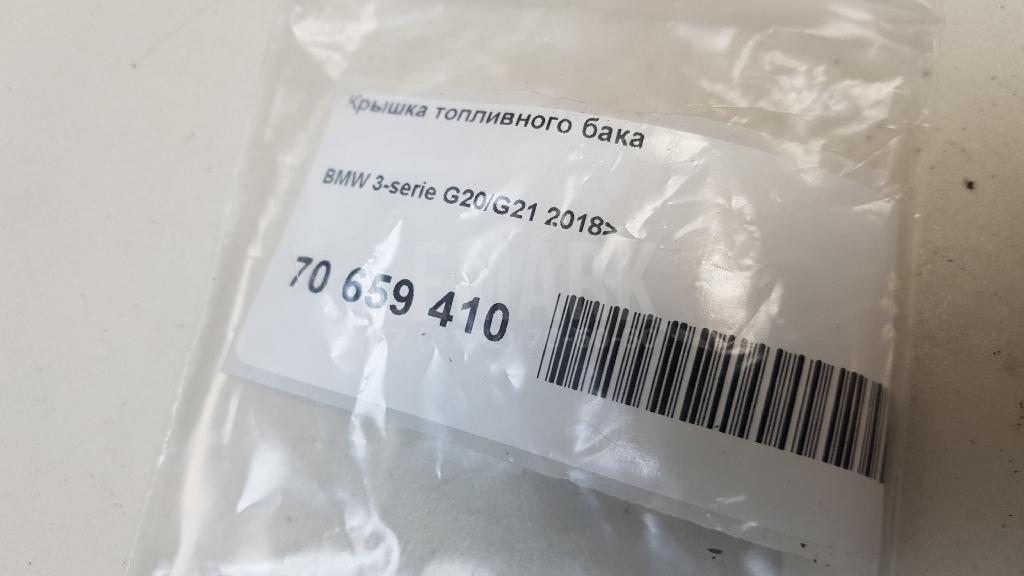 Крышка топливного бака
BMW 3-serie G20/G21 2018>
70 659 410